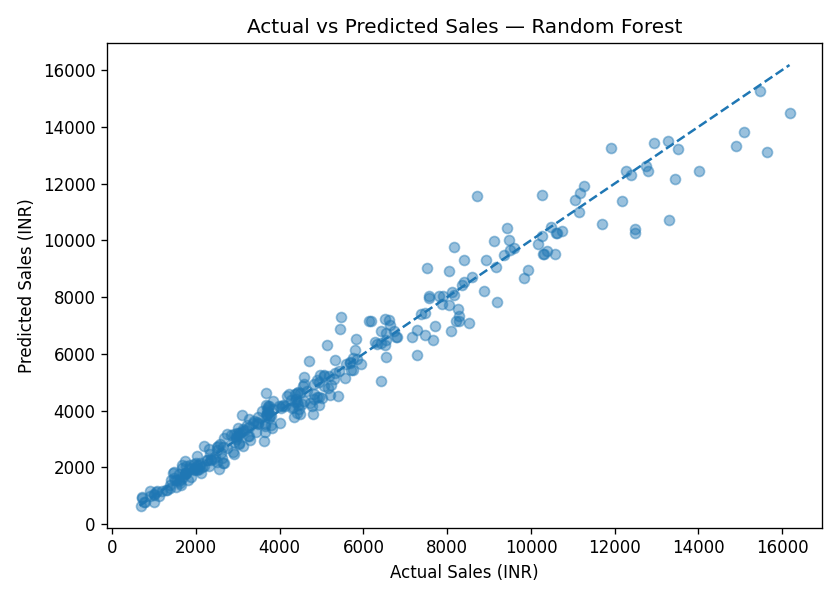 Actual vs Predicted Sales — Random Forest
Predicted Sales (INR)
16000
14000
12000
10000
8000
6000
4000
2000
0
0 2000 4000 6000 8000 10000 12000 14000 16000
Actual Sales (INR)